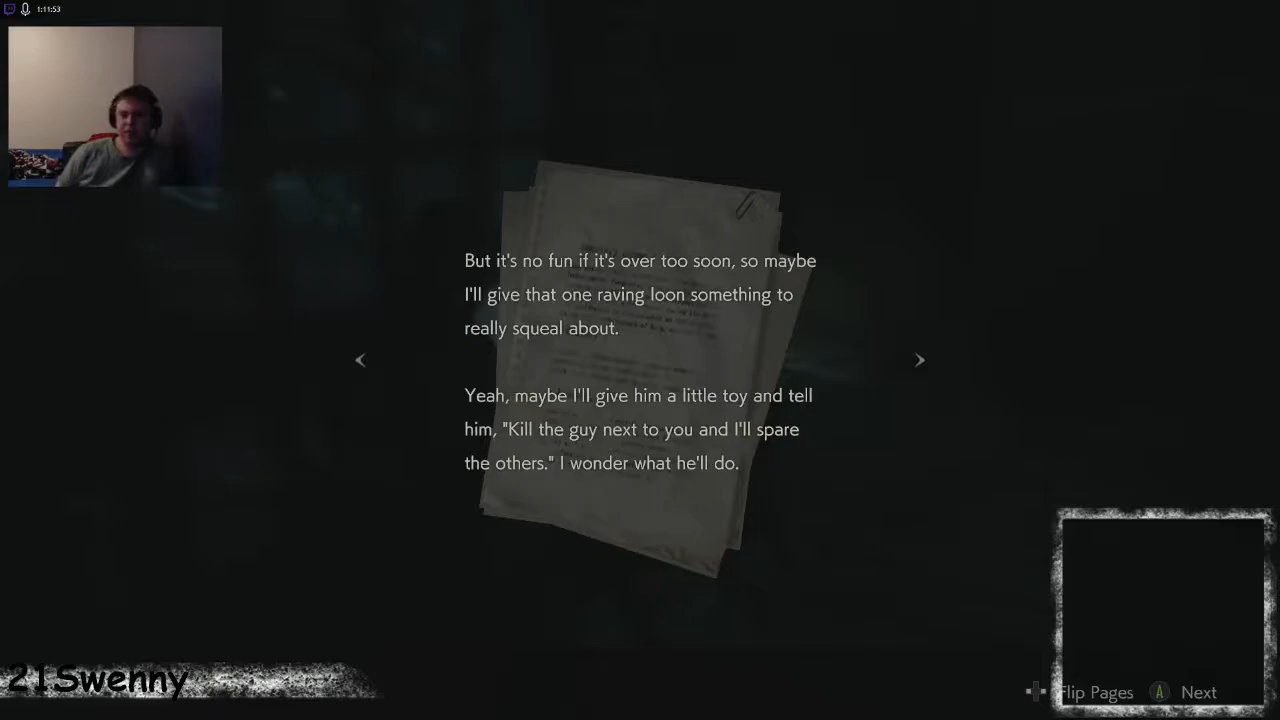 1:11:53
But it's no fun if it's over too soon, so maybe
I'll give that one raving loon something to
really squeal about.
Yeah, maybe I'll give him a little toy and tell
him, "Kill the guy next to you and I'll spare
the others." I wonder what he'll do.
21Swenny
Flip Pages A Next